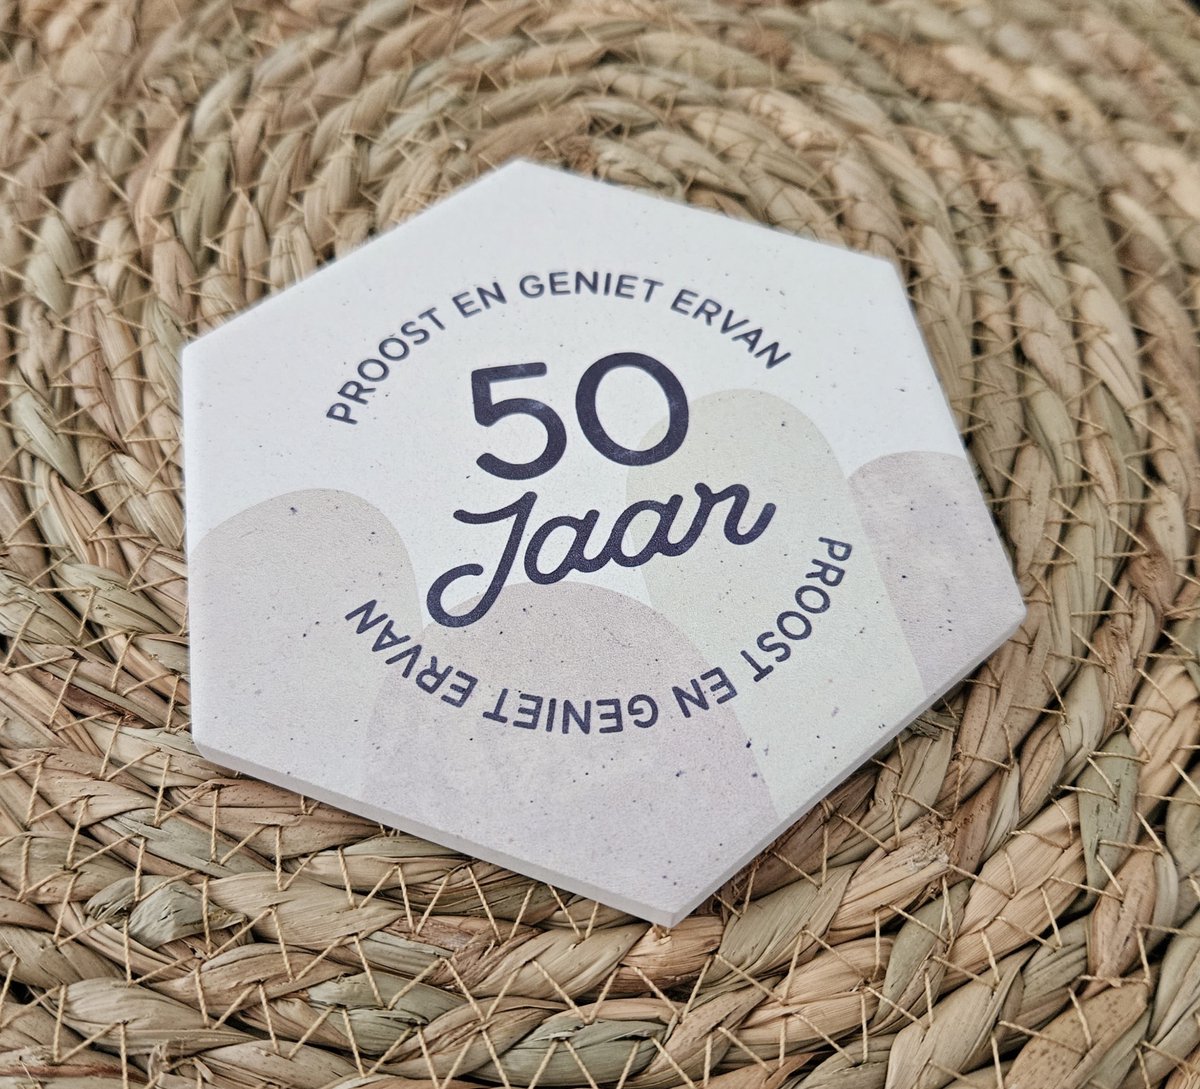 PROOST EN GENIET ERVAN
50
Jaar
PROOST EN GENIET ERVAN